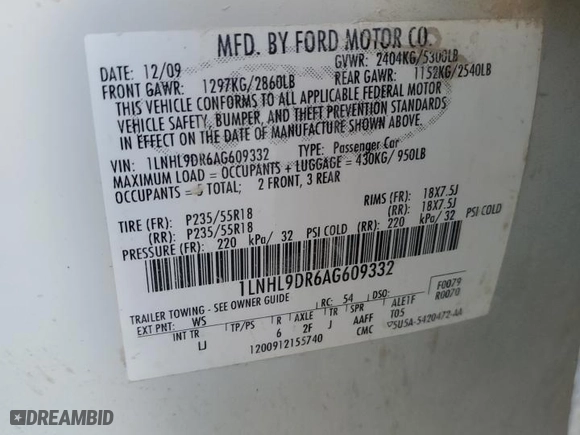 MFD. BY FORD MOTOR CO.
DATE: 12/09 GVWR: 2404KG/5300LB
FRONT GAWR: 1297KG/2860LB REAR GAWR: 1152KG/2540LB
THIS VEHICLE CONFORMS TO ALL APPLICABLE FEDERAL MOTOR
VEHICLE SAFETY, BUMPER, AND THEFT PREVENTION STANDARDS
IN EFFECT ON THE DATE OF MANUFACTURE SHOWN ABOVE.
VIN: 1LNHL9DR6AG609332 TYPE: Passenger Car
MAXIMUM LOAD = OCCUPANTS + LUGGAGE = 430KG/950LB
OCCUPANTS = 5 TOTAL; 2 FRONT, 3 REAR
TIRE (FR): P235/55R18 RIMS (FR): 18X7.5J
(RR): P235/55R18 (RR): 18X7.5J
PRESSURE (FR): 220 kPa/ 32 PSI COLD (RR): 220 kPa/ 32 PSI COLD
1LNHL9DR6AG609332
TRAILER TOWING - SEE OWNER GUIDE RC: 54 DSO: F0079
EXT PNT: WS R0070
INT TR TP/PS R AXLE TR SPR ALETF
LJ 6 2F J AAFF T05
1200912155740 CMC ▽5U5A-5420472-AA
DREAMBID